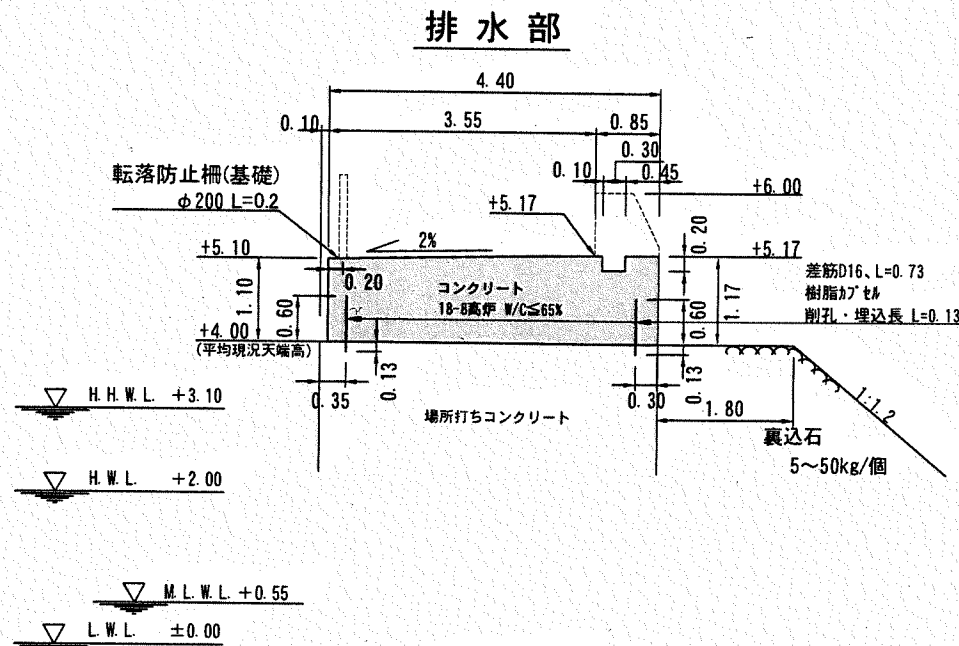 排水部
4.40
0.10
3.55
0.85
0.30
0.10
0.45
転落防止柵(基礎)
φ200 L=0.2
+6.00
+5.17
0.20
+5.10
2%
+5.17
差筋D16、L=0.73
樹脂カプセル
削孔・埋込長 L=0.13
1.10
0.20
0.60
コンクリート
18-8高炉 W/C≦65%
0.60
1.17
+4.00
(平均現況天端高)
0.13
0.13
H.H.W.L. +3.10
0.35
場所打ちコンクリート
0.30
1.80
1:1.2
裏込石
5〜50kg/個
H.W.L. +2.00
M.L.W.L. +0.55
L.W.L. ±0.00